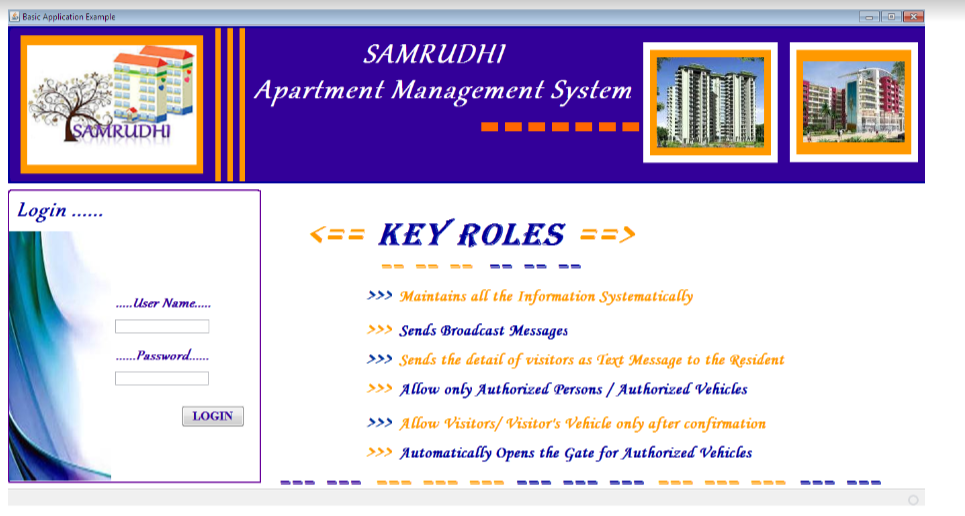 Basic Application Example
SAMRUDHI
SAMRUDHI
Apartment Management System
Login ......
.....User Name.....
......Password......
LOGIN
<== KEY ROLES ==>
>>> Maintains all the Information Systematically
>>> Sends Broadcast Messages
>>> Sends the detail of visitors as Text Message to the Resident
>>> Allow only Authorized Persons / Authorized Vehicles
>>> Allow Visitors/ Visitor's Vehicle only after confirmation
>>> Automatically Opens the Gate for Authorized Vehicles